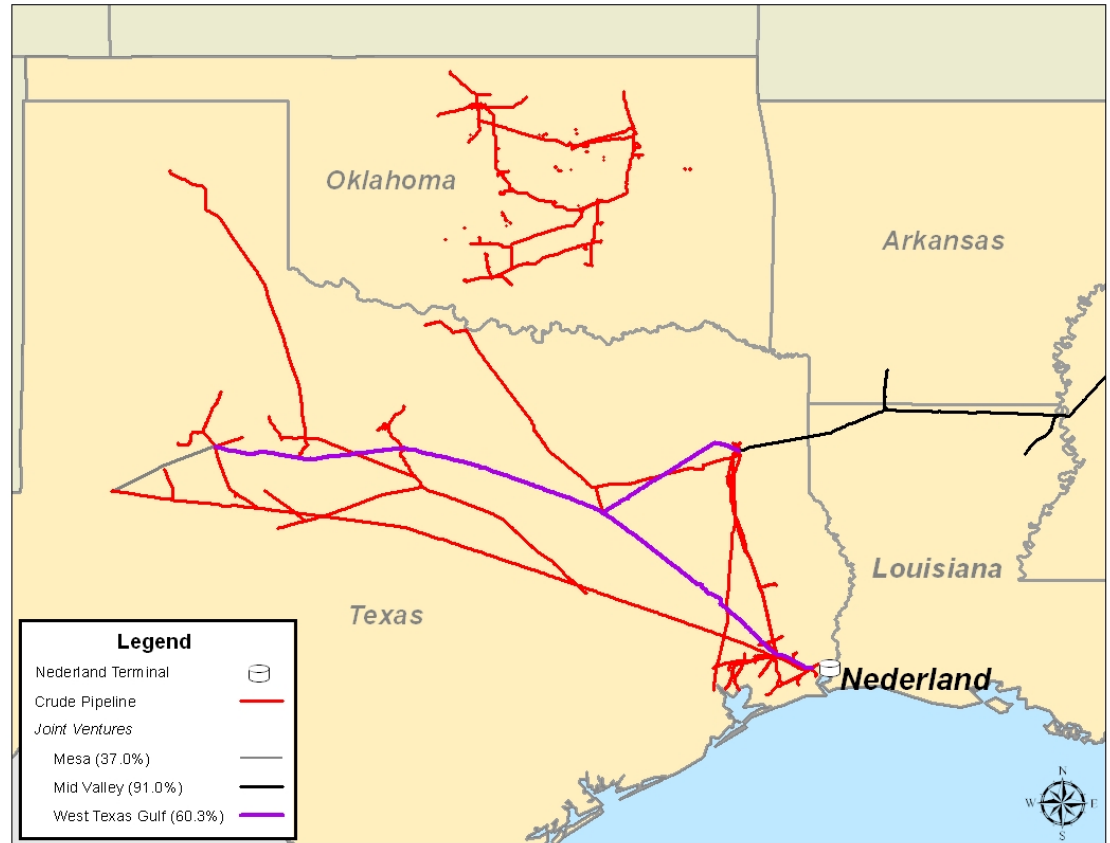 Oklahoma
Arkansas
Louisiana
Texas
Nederland
Legend
Nederland Terminal
Crude Pipeline
Joint Ventures
Mesa (37.0%)
Mid Valley (91.0%)
West Texas Gulf (60.3%)
N
W E
S